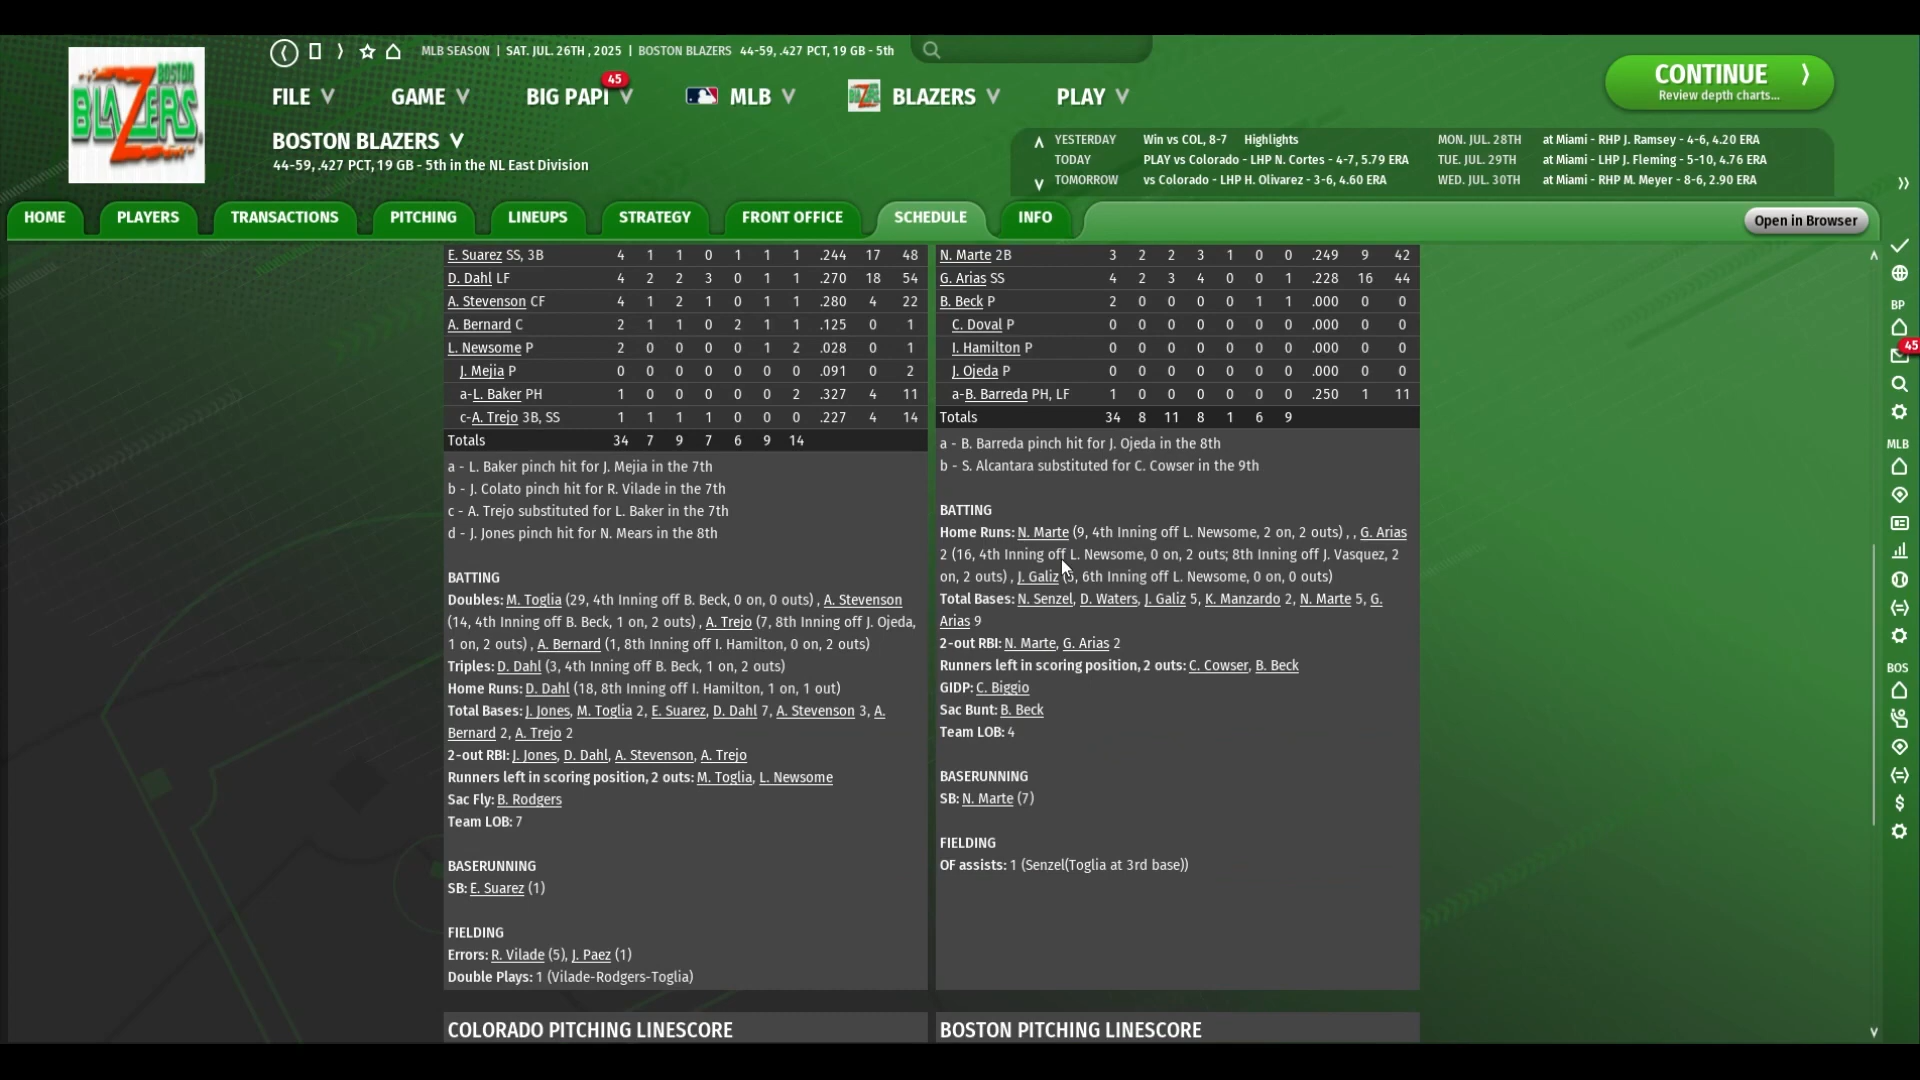 MLB SEASON | SAT. JUL. 26TH , 2025 | BOSTON BLAZERS 44-59, .427 PCT, 19 GB - 5th
BOSTON
BLAZERS
FILE GAME BIG PAPI 45 MLB BLAZERS PLAY
CONTINUE
Review depth charts...
BOSTON BLAZERS
44-59, .427 PCT, 19 GB - 5th in the NL East Division
YESTERDAY Win vs COL, 8-7 Highlights MON. JUL. 28TH at Miami - RHP J. Ramsey - 4-6, 4.20 ERA
TODAY PLAY vs Colorado - LHP N. Cortes - 4-7, 5.79 ERA TUE. JUL. 29TH at Miami - LHP J. Fleming - 5-10, 4.76 ERA
TOMORROW vs Colorado - LHP H. Olivarez - 3-6, 4.60 ERA WED. JUL. 30TH at Miami - RHP M. Meyer - 8-6, 2.90 ERA
HOME PLAYERS TRANSACTIONS PITCHING LINEUPS STRATEGY FRONT OFFICE SCHEDULE INFO Open in Browser
E. Suarez SS, 3B 4 1 1 0 1 1 1 .244 17 48
D. Dahl LF 4 2 2 3 0 1 1 .270 18 54
A. Stevenson CF 4 1 2 1 0 1 1 .280 4 22
A. Bernard C 2 1 1 0 2 1 1 .125 0 1
L. Newsome P 2 0 0 0 0 1 2 .028 0 1
J. Mejia P 0 0 0 0 0 0 0 .091 0 2
a-L. Baker PH 1 0 0 0 0 0 2 .327 4 11
c-A. Trejo 3B, SS 1 1 1 1 0 0 0 .227 4 14
Totals 34 7 9 7 6 9 14
a - L. Baker pinch hit for J. Mejia in the 7th
b - J. Colato pinch hit for R. Vilade in the 7th
c - A. Trejo substituted for L. Baker in the 7th
d - J. Jones pinch hit for N. Mears in the 8th
BATTING
Doubles: M. Toglia (29, 4th Inning off B. Beck, 0 on, 0 outs) , A. Stevenson
(14, 4th Inning off B. Beck, 1 on, 2 outs) , A. Trejo (7, 8th Inning off J. Ojeda,
1 on, 2 outs) , A. Bernard (1, 8th Inning off I. Hamilton, 0 on, 2 outs)
Triples: D. Dahl (3, 4th Inning off B. Beck, 1 on, 2 outs)
Home Runs: D. Dahl (18, 8th Inning off I. Hamilton, 1 on, 1 out)
Total Bases: J. Jones, M. Toglia 2, E. Suarez, D. Dahl 7, A. Stevenson 3, A.
Bernard 2, A. Trejo 2
2-out RBI: J. Jones, D. Dahl, A. Stevenson, A. Trejo
Runners left in scoring position, 2 outs: M. Toglia, L. Newsome
Sac Fly: B. Rodgers
Team LOB: 7
BASERUNNING
SB: E. Suarez (1)
FIELDING
Errors: R. Vilade (5), J. Paez (1)
Double Plays: 1 (Vilade-Rodgers-Toglia)
COLORADO PITCHING LINESCORE
N. Marte 2B 3 2 2 3 1 0 0 .249 9 42
G. Arias SS 4 2 3 4 0 0 1 .228 16 44
B. Beck P 2 0 0 0 0 1 1 .000 0 0
C. Doval P 0 0 0 0 0 0 0 .000 0 0
I. Hamilton P 0 0 0 0 0 0 0 .000 0 0
J. Ojeda P 0 0 0 0 0 0 0 .000 0 0
a-B. Barreda PH, LF 1 0 0 0 0 0 0 .250 1 11
Totals 34 8 11 8 1 6 9
a - B. Barreda pinch hit for J. Ojeda in the 8th
b - S. Alcantara substituted for C. Cowser in the 9th
BATTING
Home Runs: N. Marte (9, 4th Inning off L. Newsome, 2 on, 2 outs) , , G. Arias
2 (16, 4th Inning off L. Newsome, 0 on, 2 outs; 8th Inning off J. Vasquez, 2
on, 2 outs) , J. Galiz (5, 6th Inning off L. Newsome, 0 on, 0 outs)
Total Bases: N. Senzel, D. Waters, J. Galiz 5, K. Manzardo 2, N. Marte 5, G.
Arias 9
2-out RBI: N. Marte, G. Arias 2
Runners left in scoring position, 2 outs: C. Cowser, B. Beck
GIDP: C. Biggio
Sac Bunt: B. Beck
Team LOB: 4
BASERUNNING
SB: N. Marte (7)
FIELDING
OF assists: 1 (Senzel(Toglia at 3rd base))
BOSTON PITCHING LINESCORE
BP
45
MLB
BOS